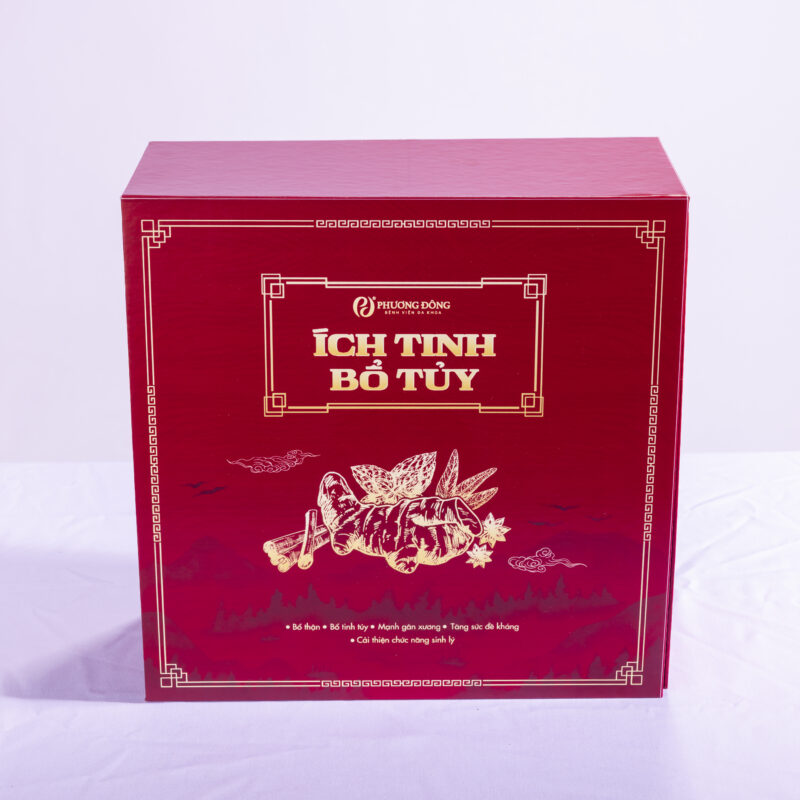 PHƯƠNG ĐÔNG
BỆNH VIỆN ĐA KHOA
ÍCH TINH
BỔ TỦY
• Bổ thận • Bổ tinh tủy • Mạnh gân xương • Tăng sức đề kháng
• Cải thiện chức năng sinh lý